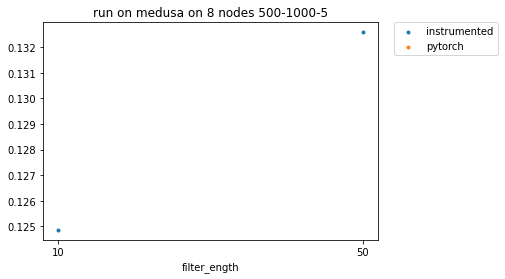 run on medusa on 8 nodes 500-1000-5
instrumented
pytorch
0.132
0.131
0.130
0.129
0.128
0.127
0.126
0.125
10
50
filter_ength